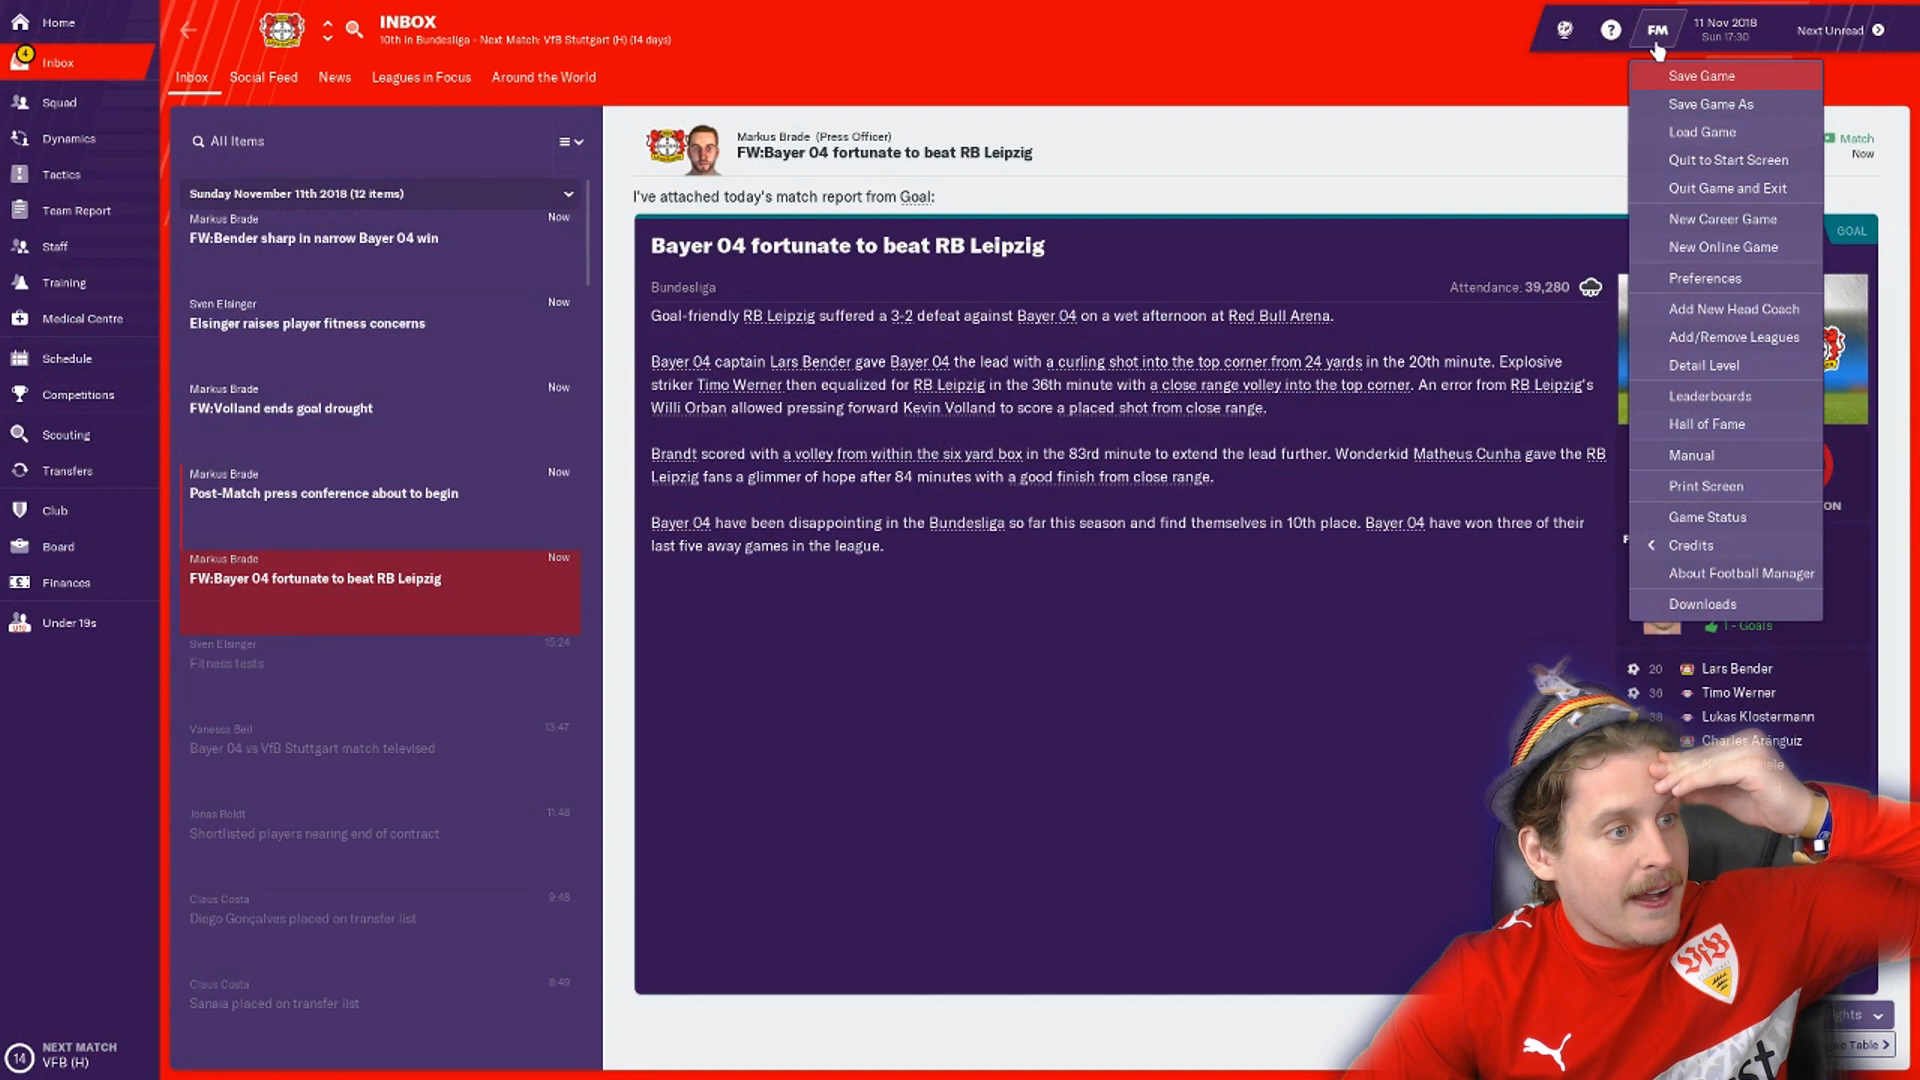 Home
4
Inbox
Squad
Dynamics
Tactics
Team Report
Staff
Training
Medical Centre
Schedule
Competitions
Scouting
Transfers
Club
Board
Finances
Under 19s
14
NEXT MATCH
VFB (H)
INBOX
10th in Bundesliga - Next Match: VfB Stuttgart (H) (14 days)
Inbox
Social Feed
News
Leagues in Focus
Around the World
?
FM
11 Nov 2018
Sun 17:30
Next Unread
All Items
Sunday November 11th 2018 (12 items)
Markus Brade
Now
FW:Bender sharp in narrow Bayer 04 win
Sven Elsinger
Now
Elsinger raises player fitness concerns
Markus Brade
Now
FW:Volland ends goal drought
Markus Brade
Now
Post-Match press conference about to begin
Markus Brade
Now
FW:Bayer 04 fortunate to beat RB Leipzig
Sven Elsinger
15:24
Fitness tests
Vanessa Beil
13:47
Bayer 04 vs VfB Stuttgart match televised
Jonas Boldt
11:48
Shortlisted players nearing end of contract
Claus Costa
9:48
Diego Gonçalves placed on transfer list
Claus Costa
8:49
Sanaia placed on transfer list
Markus Brade (Press Officer)
FW:Bayer 04 fortunate to beat RB Leipzig
Match
Now
I've attached today's match report from Goal:
GOAL
Bayer 04 fortunate to beat RB Leipzig
Bundesliga
Attendance: 39,280
Goal-friendly RB Leipzig suffered a 3-2 defeat against Bayer 04 on a wet afternoon at Red Bull Arena.
Bayer 04 captain Lars Bender gave Bayer 04 the lead with a curling shot into the top corner from 24 yards in the 20th minute. Explosive
striker Timo Werner then equalized for RB Leipzig in the 36th minute with a close range volley into the top corner. An error from RB Leipzig's
Willi Orban allowed pressing forward Kevin Volland to score a placed shot from close range.
Brandt scored with a volley from within the six yard box in the 83rd minute to extend the lead further. Wonderkid Matheus Cunha gave the RB
Leipzig fans a glimmer of hope after 84 minutes with a good finish from close range.
Bayer 04 have been disappointing in the Bundesliga so far this season and find themselves in 10th place. Bayer 04 have won three of their
last five away games in the league.
Save Game
Save Game As
Load Game
Quit to Start Screen
Quit Game and Exit
New Career Game
New Online Game
Preferences
Add New Head Coach
Add/Remove Leagues
Detail Level
Leaderboards
Hall of Fame
Manual
Print Screen
Game Status
Credits
About Football Manager
Downloads
ON
1 - Goals
20 Lars Bender
36 Timo Werner
38 Lukas Klostermann
Charles Aránguiz
VfB
Table